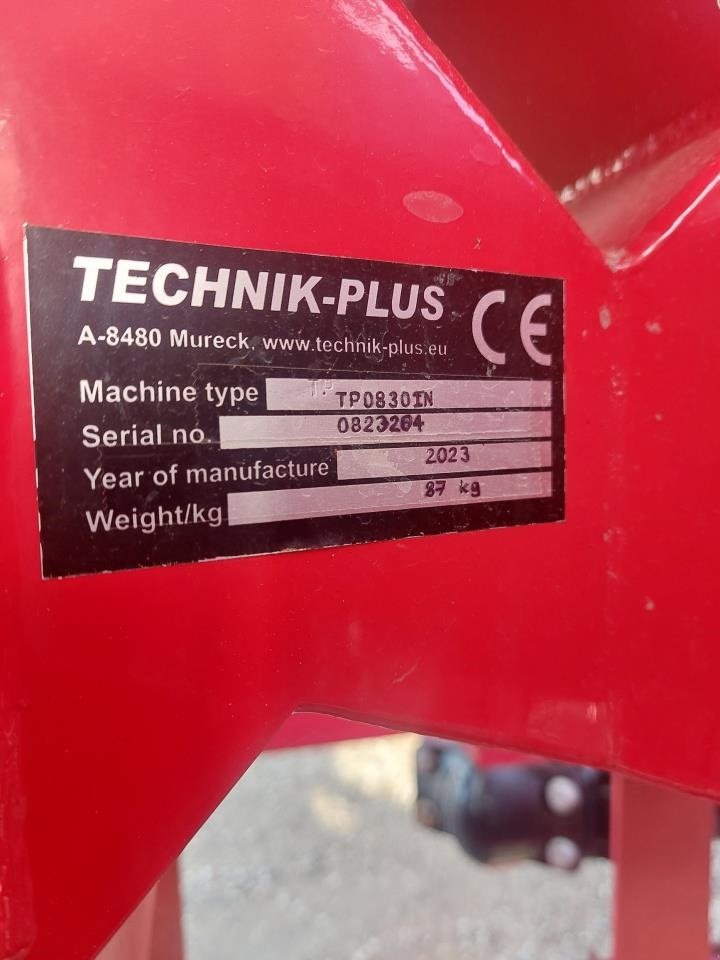 TECHNIK-PLUS CE
A-8480 Mureck, www.technik-plus.eu
Machine type TP0830IN
Serial no. 0823264
Year of manufacture 2023
Weight/kg 87 kg